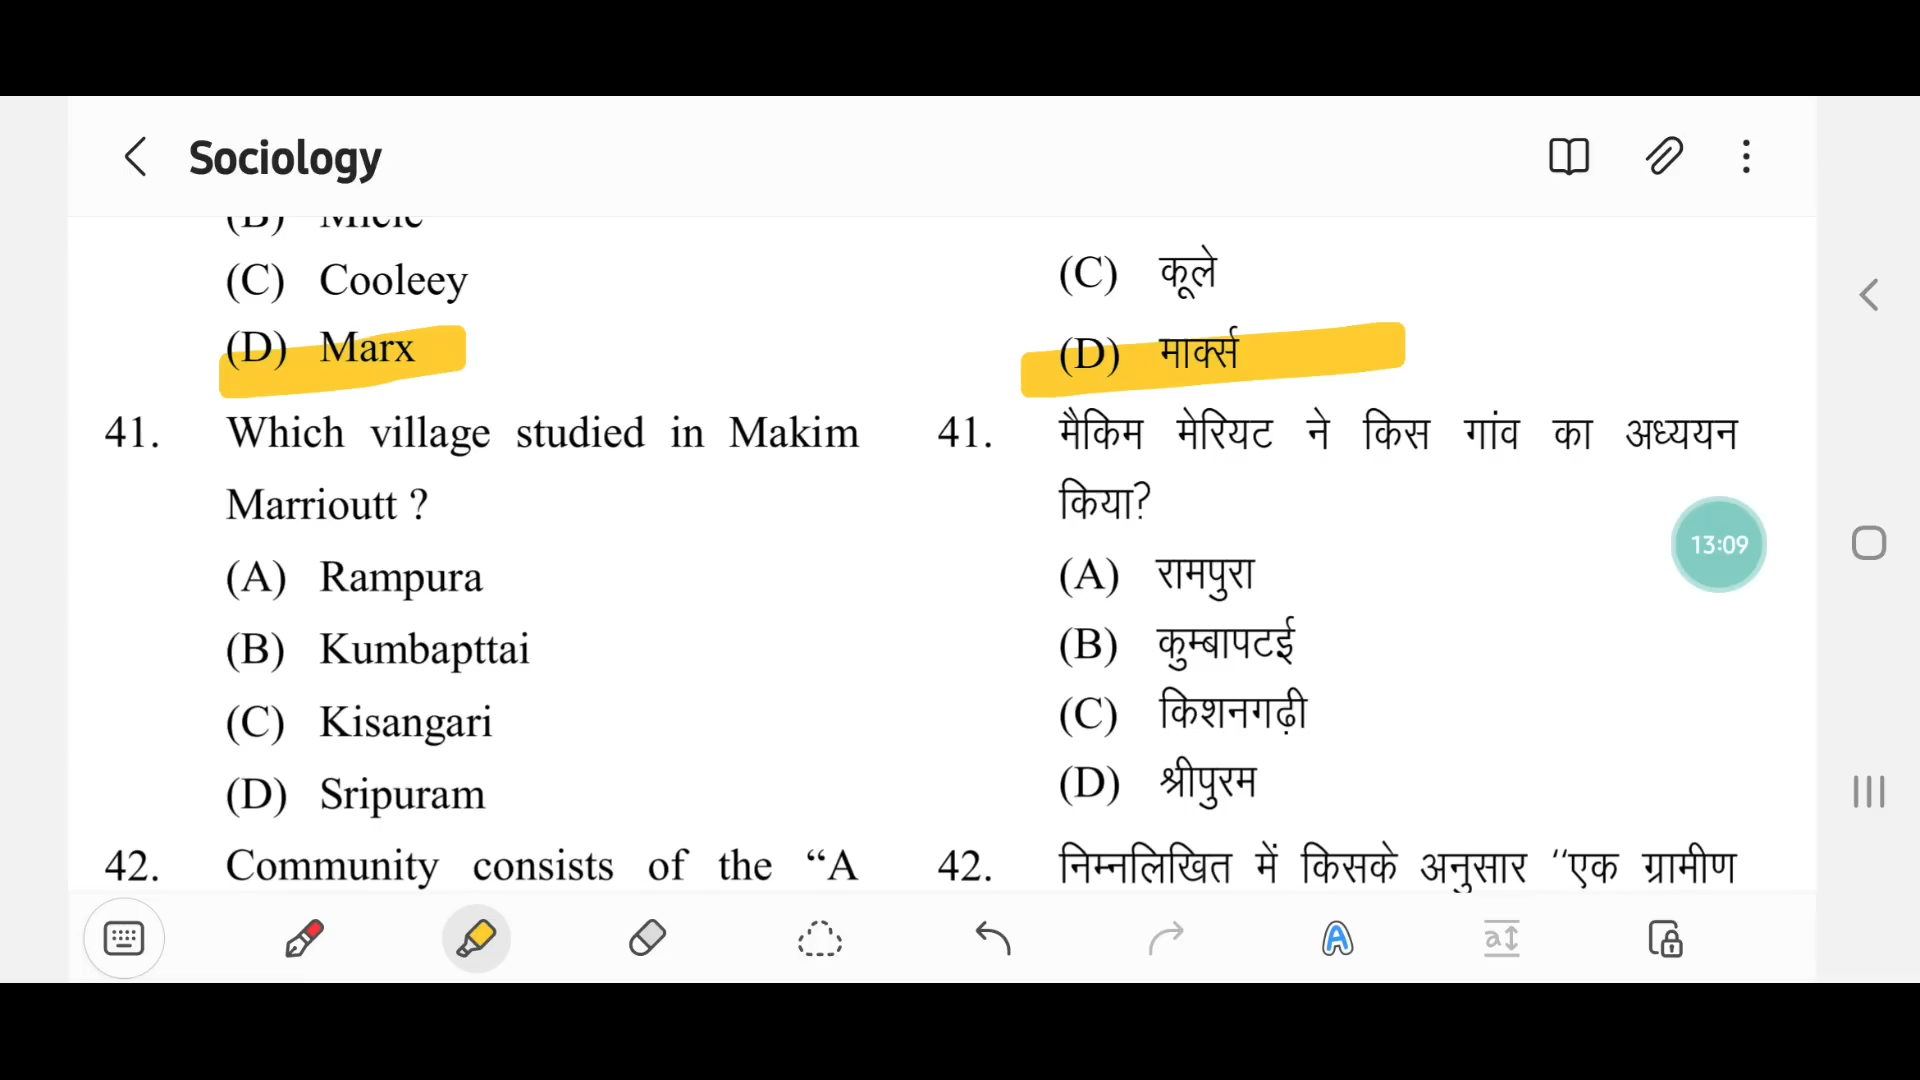 Sociology
(C) Cooleey
(D) Marx
41. Which village studied in Makim
Marrioutt ?
(A) Rampura
(B) Kumbapttai
(C) Kisangari
(D) Sripuram
42. Community consists of the “A
(C) कूले
(D) मार्क्स
41. मैकिम मेरियट ने किस गांव का अध्ययन
किया?
(A) रामपुरा
(B) कुम्बापटई
(C) किशनगढ़ी
(D) श्रीपुरम
42. निम्नलिखित में किसके अनुसार “एक ग्रामीण
13:09